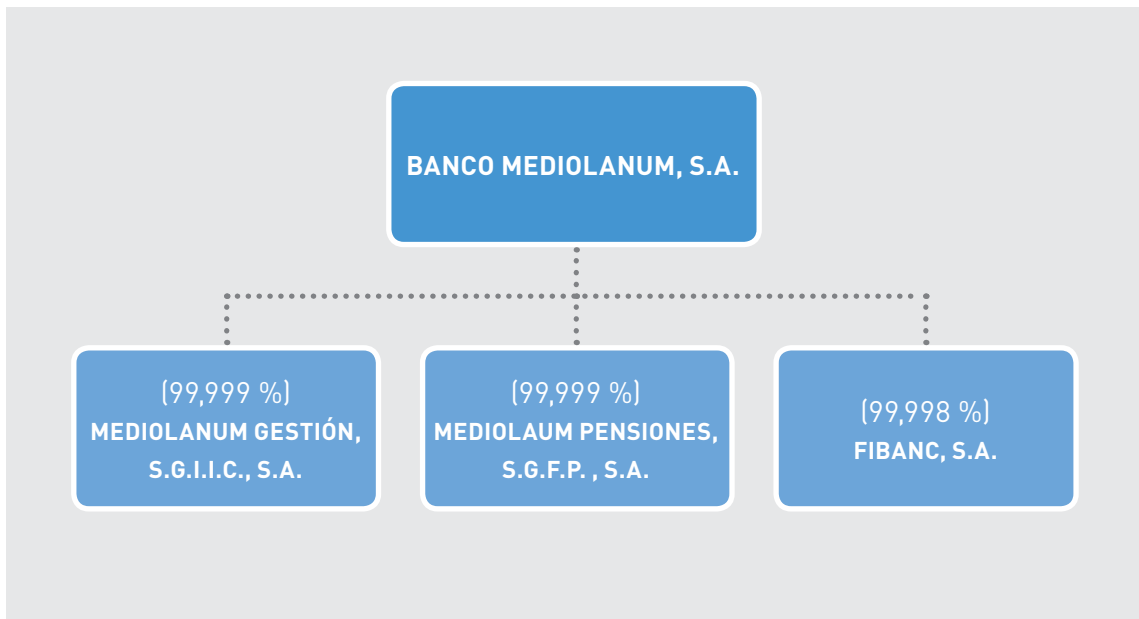 BANCO MEDIOLANUM, S.A.
(99,999 %)
MEDIOLANUM GESTIÓN,
S.G.I.I.C., S.A.
(99,999 %)
MEDIOLAUM PENSIONES,
S.G.F.P. , S.A.
(99,998 %)
FIBANC, S.A.